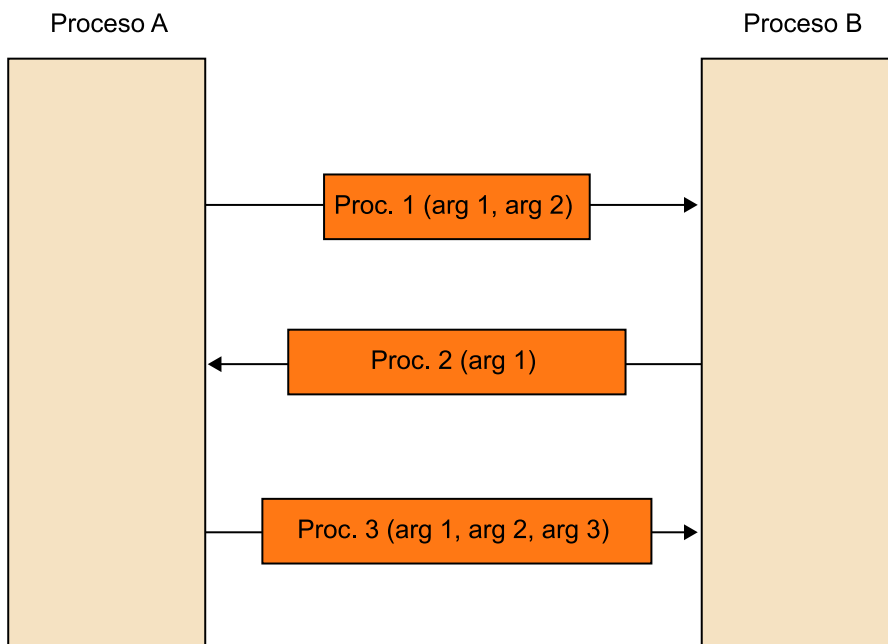 Proceso A
Proceso B
Proc. 1 (arg 1, arg 2)
Proc. 2 (arg 1)
Proc. 3 (arg 1, arg 2, arg 3)